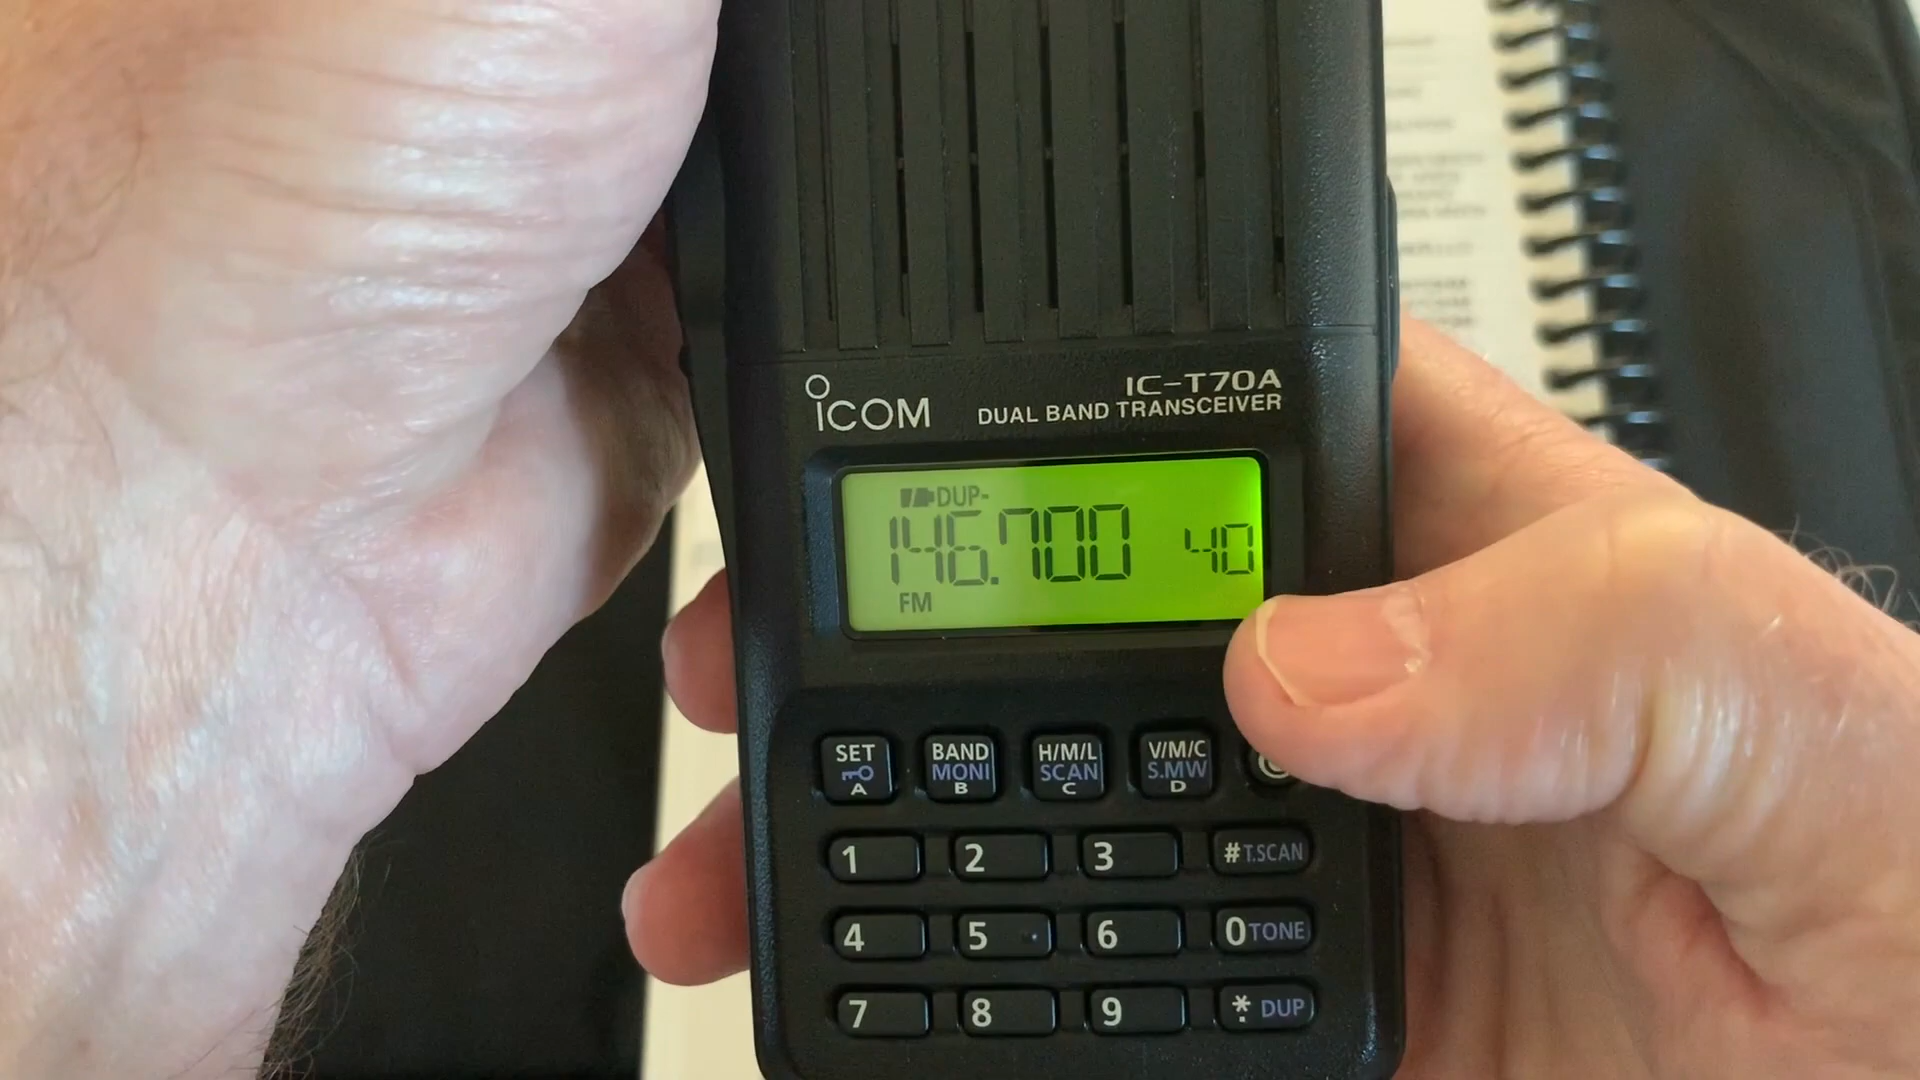 ICOM
IC-T70A
DUAL BAND TRANSCEIVER
DUP-
146.700 40
FM
SET BAND H/M/L V/M/C
MONI SCAN S.MW
A B C D
1 2 3 #T.SCAN
4 5 6 0TONE
7 8 9 *. DUP